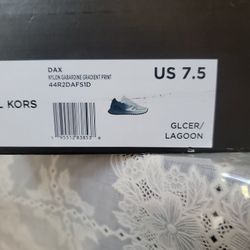 DAX
NYLON GABARDINE GRADIENT PRINT
44R2DAFS1D
US 7.5
L KORS
GLCER/
LAGOON